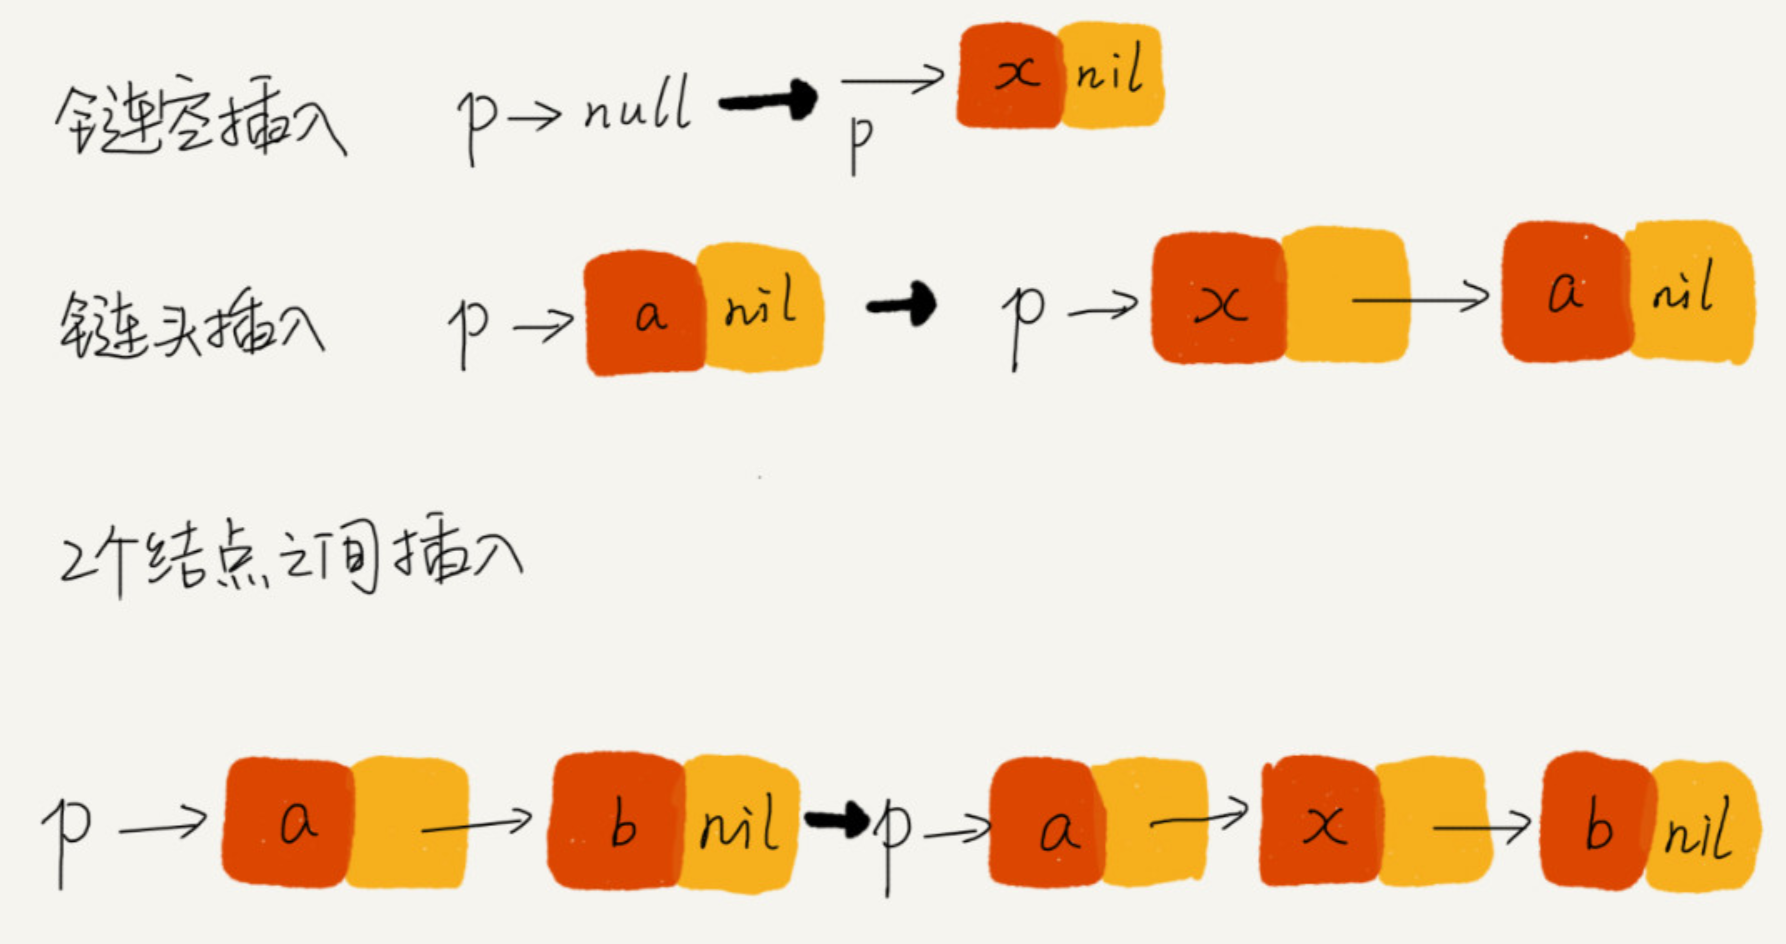 链空插入 p→null → p → x nil
链头插入 p → a nil → p → x → a nil
2个结点之间插入
p → a → b nil → p → a → x → b nil